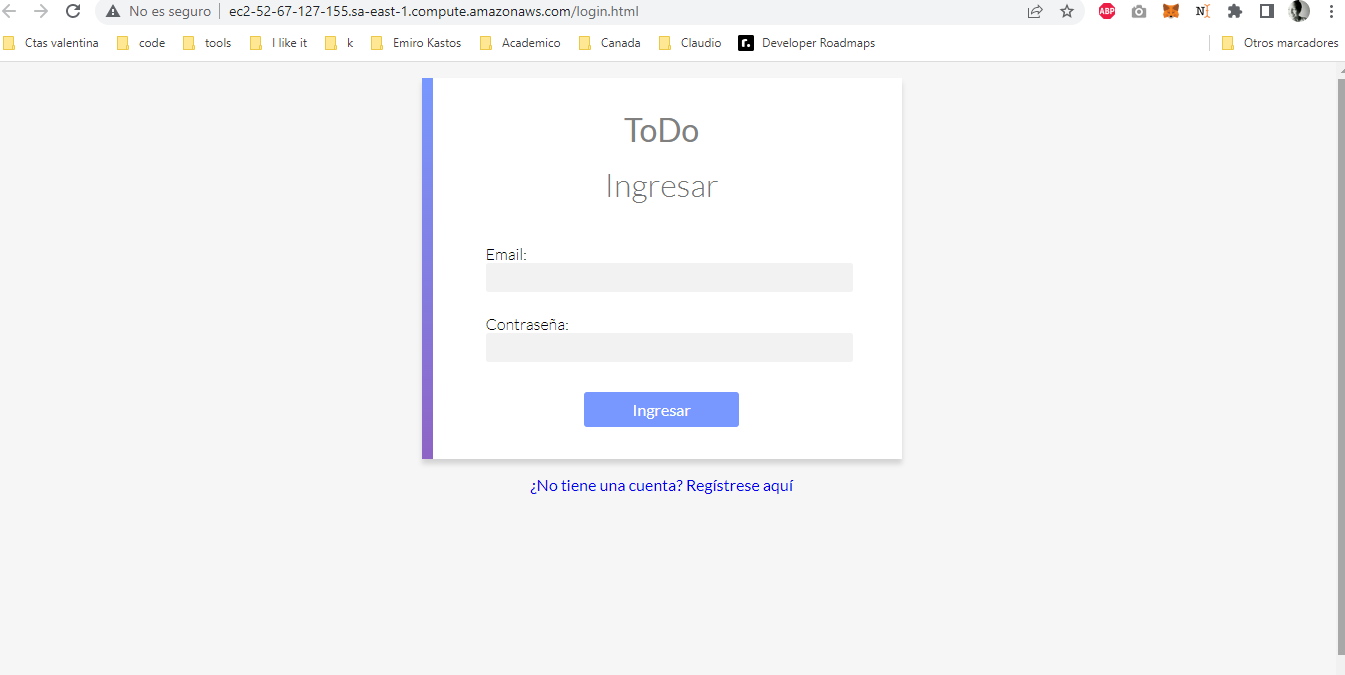 No es seguro ec2-52-67-127-155.sa-east-1.compute.amazonaws.com/login.html
ABP
N
Ctas valentina code tools I like it k Emiro Kastos Academico Canada Claudio r. Developer Roadmaps Otros marcadores
ToDo
Ingresar
Email:
Contraseña:
Ingresar
¿No tiene una cuenta? Regístrese aquí